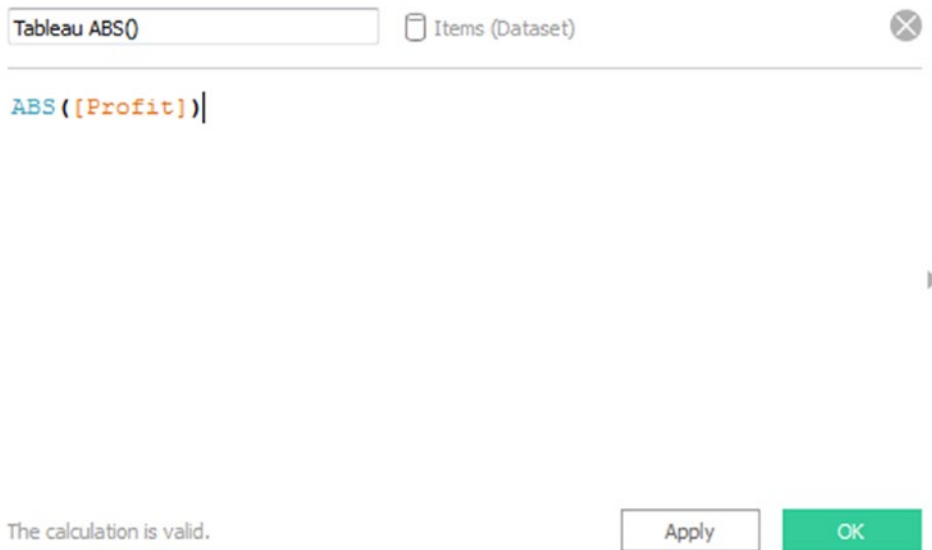 Tableau ABS() Items (Dataset)
ABS([Profit])
The calculation is valid. Apply OK